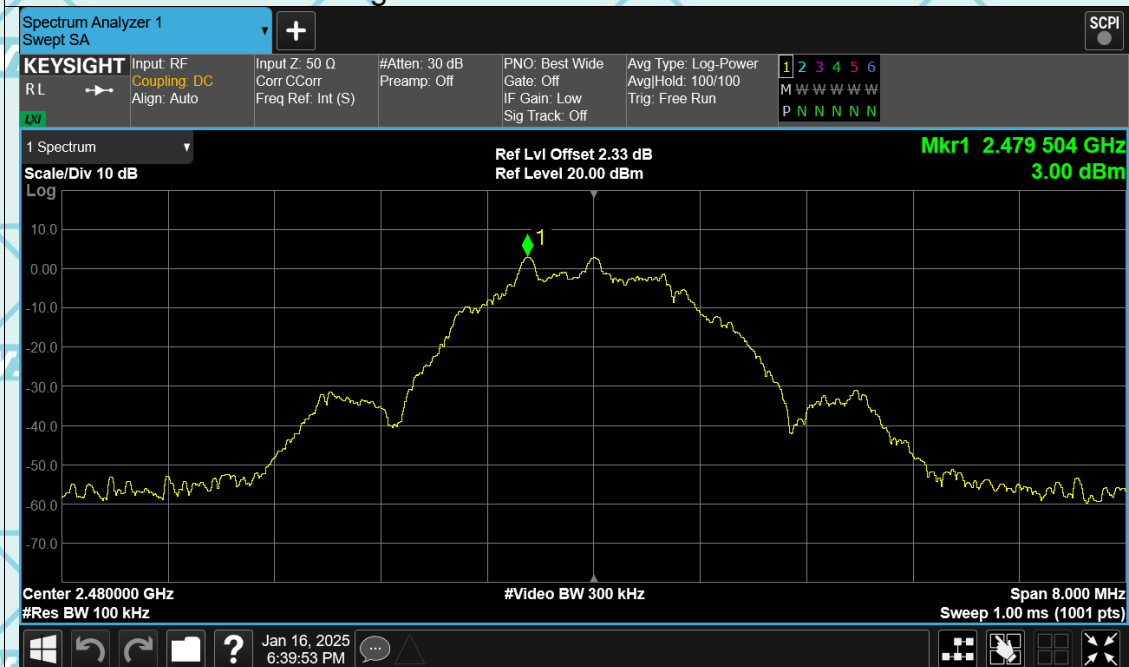 Spectrum Analyzer 1
Swept SA
+
SCPI
KEYSIGHT
RL
LXI
Input: RF
Coupling: DC
Align: Auto
Input Z: 50 Ω
Corr CCorr
Freq Ref: Int (S)
#Atten: 30 dB
Preamp: Off
PNO: Best Wide
Gate: Off
IF Gain: Low
Sig Track: Off
Avg Type: Log-Power
Avg|Hold: 100/100
Trig: Free Run
1 2 3 4 5 6
M W W W W W
P N N N N N
1 Spectrum
Scale/Div 10 dB
Ref Lvl Offset 2.33 dB
Ref Level 20.00 dBm
Mkr1 2.479 504 GHz
3.00 dBm
Log
1
10.0
0.00
-10.0
-20.0
-30.0
-40.0
-50.0
-60.0
-70.0
Center 2.480000 GHz
#Video BW 300 kHz
Span 8.000 MHz
#Res BW 100 kHz
Sweep 1.00 ms (1001 pts)
?
Jan 16, 2025
6:39:53 PM